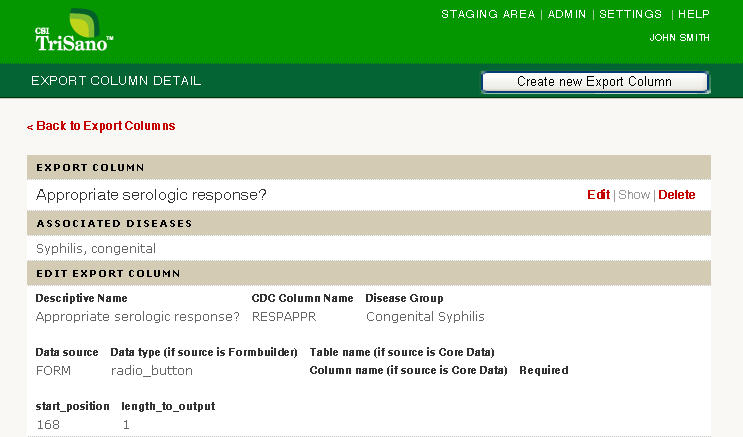 STAGING AREA | ADMIN | SETTINGS | HELP
CSI
TriSano™
JOHN SMITH
EXPORT COLUMN DETAIL
Create new Export Column
< Back to Export Columns
EXPORT COLUMN
Appropriate serologic response?
Edit | Show | Delete
ASSOCIATED DISEASES
Syphilis, congenital
EDIT EXPORT COLUMN
Descriptive Name CDC Column Name Disease Group
Appropriate serologic response? RESPAPPR Congenital Syphilis
Data source Data type (if source is Formbuilder) Table name (if source is Core Data)
FORM radio_button Column name (if source is Core Data) Required
start_position length_to_output
168 1